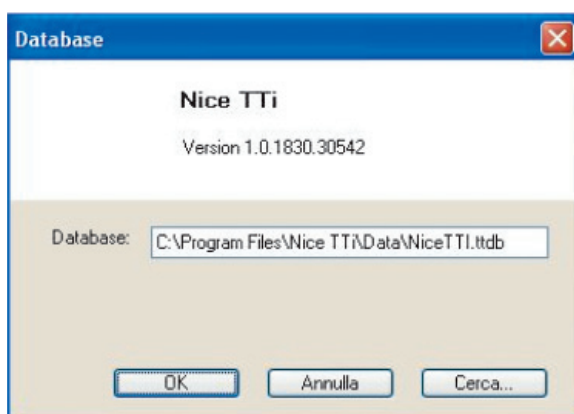 Database
Nice TTi
Version 1.0.1830.30542
Database: C:\Program Files\Nice TTi\Data\NiceTTI.ttdb
OK Annulla Cerca...